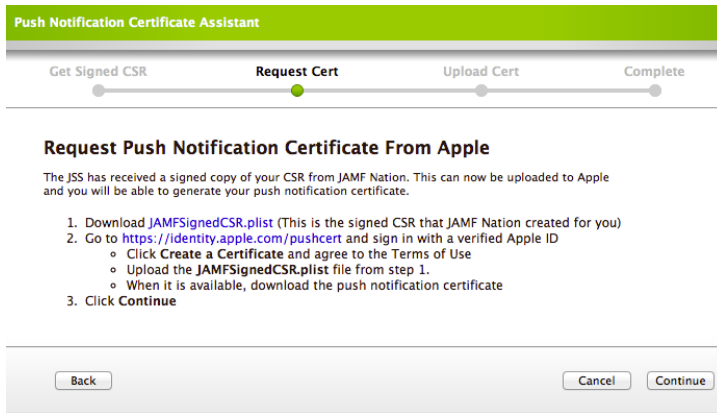 Push Notification Certificate Assistant
Get Signed CSR Request Cert Upload Cert Complete
Request Push Notification Certificate From Apple
The JSS has received a signed copy of your CSR from JAMF Nation. This can now be uploaded to Apple
and you will be able to generate your push notification certificate.
1. Download JAMFSignedCSR.plist (This is the signed CSR that JAMF Nation created for you)
2. Go to https://identity.apple.com/pushcert and sign in with a verified Apple ID
Click Create a Certificate and agree to the Terms of Use
Upload the JAMFSignedCSR.plist file from step 1.
When it is available, download the push notification certificate
3. Click Continue
Back Cancel Continue